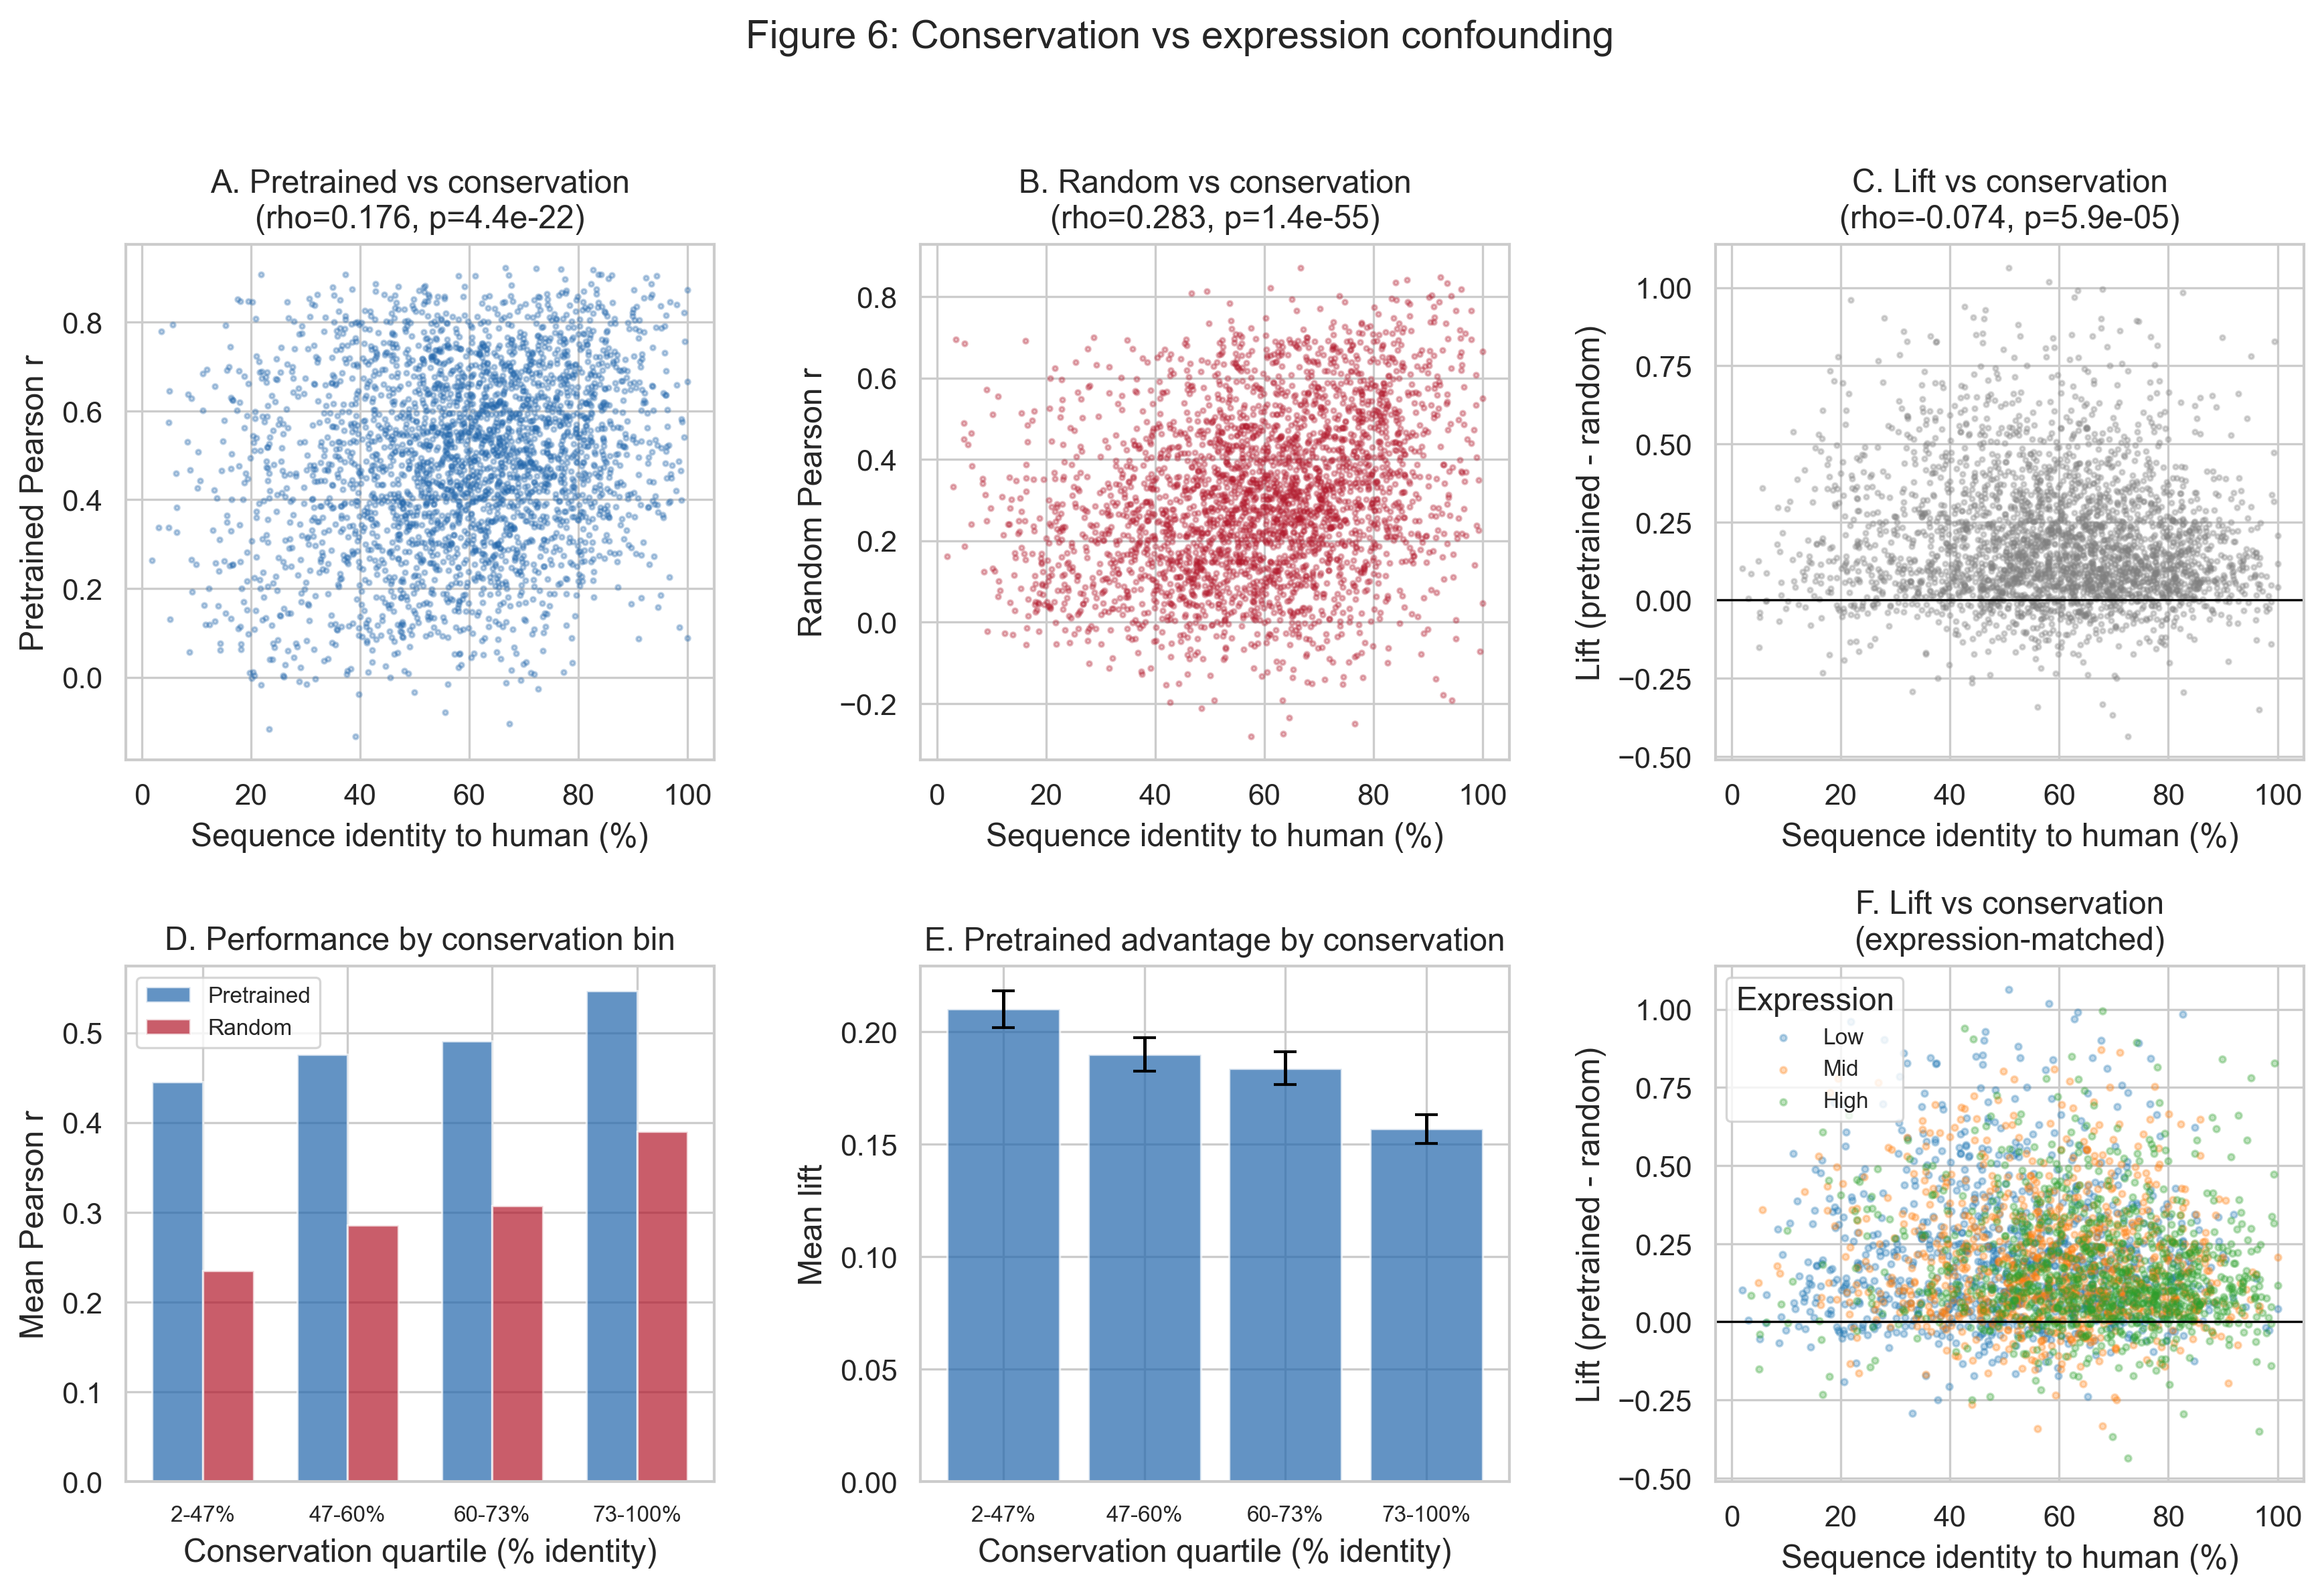 Figure 6: Conservation vs expression confounding
A. Pretrained vs conservation
(rho=0.176, p=4.4e-22)
Pretrained Pearson r
0.8
0.6
0.4
0.2
0.0
0 20 40 60 80 100
Sequence identity to human (%)
B. Random vs conservation
(rho=0.283, p=1.4e-55)
Random Pearson r
0.8
0.6
0.4
0.2
0.0
−0.2
0 20 40 60 80 100
Sequence identity to human (%)
C. Lift vs conservation
(rho=-0.074, p=5.9e-05)
Lift (pretrained - random)
1.00
0.75
0.50
0.25
0.00
−0.25
−0.50
0 20 40 60 80 100
Sequence identity to human (%)
D. Performance by conservation bin
Pretrained
Random
Mean Pearson r
0.5
0.4
0.3
0.2
0.1
0.0
2-47% 47-60% 60-73% 73-100%
Conservation quartile (% identity)
E. Pretrained advantage by conservation
Mean lift
0.20
0.15
0.10
0.05
0.00
2-47% 47-60% 60-73% 73-100%
Conservation quartile (% identity)
F. Lift vs conservation
(expression-matched)
Expression
Low
Mid
High
Lift (pretrained - random)
1.00
0.75
0.50
0.25
0.00
−0.25
−0.50
0 20 40 60 80 100
Sequence identity to human (%)